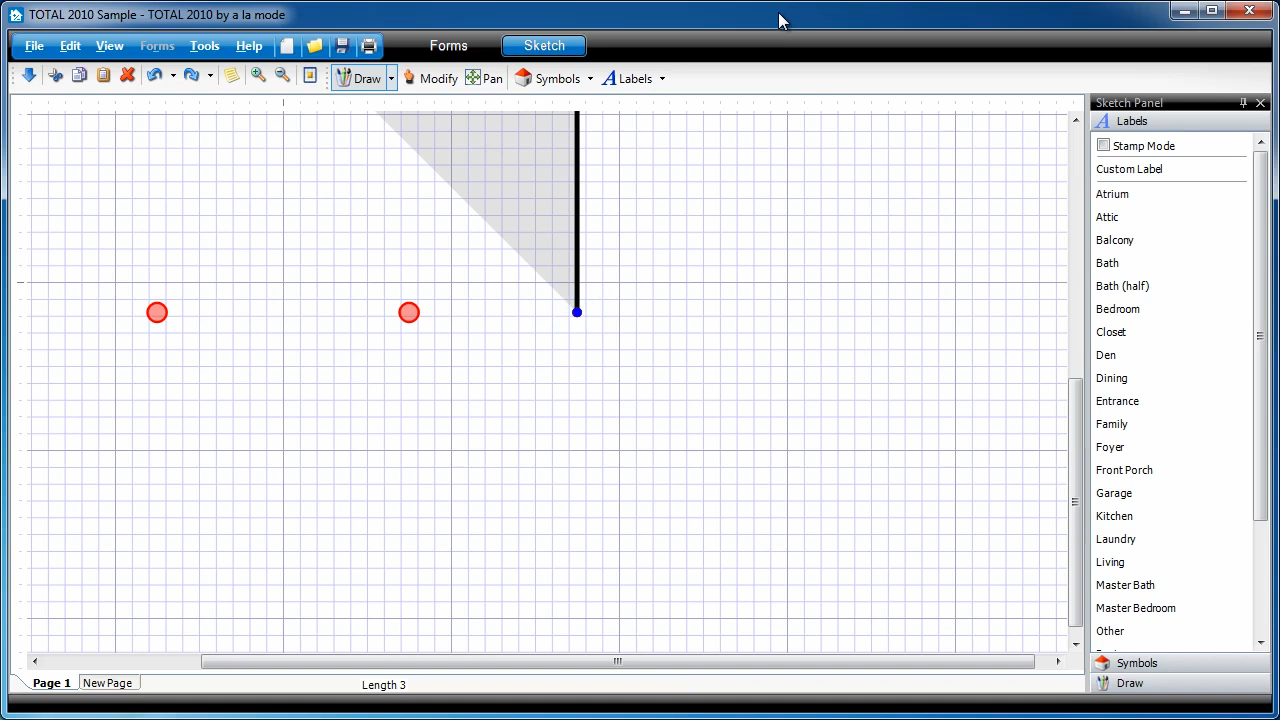 TOTAL 2010 Sample - TOTAL 2010 by a la mode
File Edit View Forms Tools Help Forms Sketch
Draw Modify Pan Symbols Labels
Sketch Panel
Labels
Stamp Mode
Custom Label
Atrium
Attic
Balcony
Bath
Bath (half)
Bedroom
Closet
Den
Dining
Entrance
Family
Foyer
Front Porch
Garage
Kitchen
Laundry
Living
Master Bath
Master Bedroom
Other
Symbols
Draw
Page 1 New Page Length 3